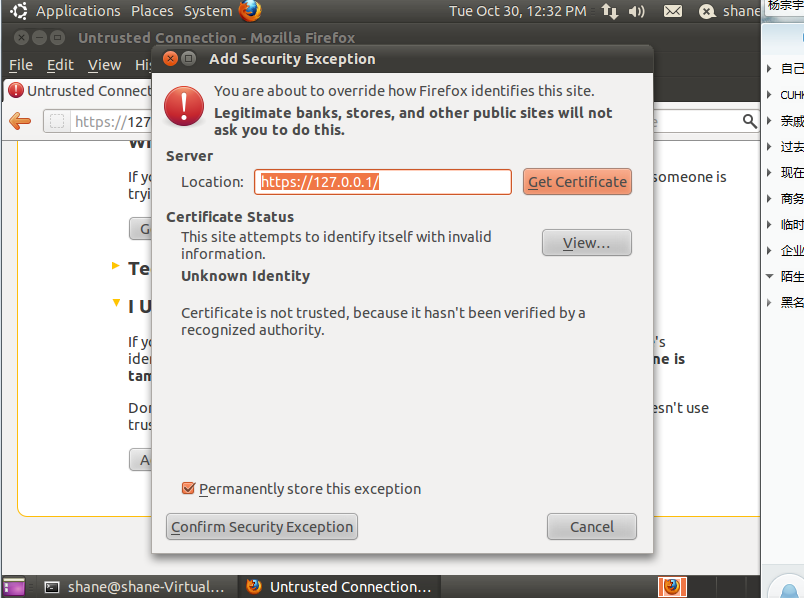 Applications Places System Tue Oct 30, 12:32 PM shane
杨宗宇
Untrusted Connection - Mozilla Firefox
File Edit View
Add Security Exception
Untrusted Connect
https://127
You are about to override how Firefox identifies this site.
Legitimate banks, stores, and other public sites will not
ask you to do this.
Server
Location: https://127.0.0.1/ Get Certificate
Certificate Status
This site attempts to identify itself with invalid
information.
View...
Unknown Identity
Certificate is not trusted, because it hasn't been verified by a
recognized authority.
Permanently store this exception
Confirm Security Exception Cancel
If yo
someone is
tryi
G
Te
I U
If yo
's
iden
ne is
tam
Don
esn't use
trus
A
自己
CUHK
亲戚
过去
现在
商务
临时
企业
陌生
黑名
shane@shane-Virtual... Untrusted Connection...